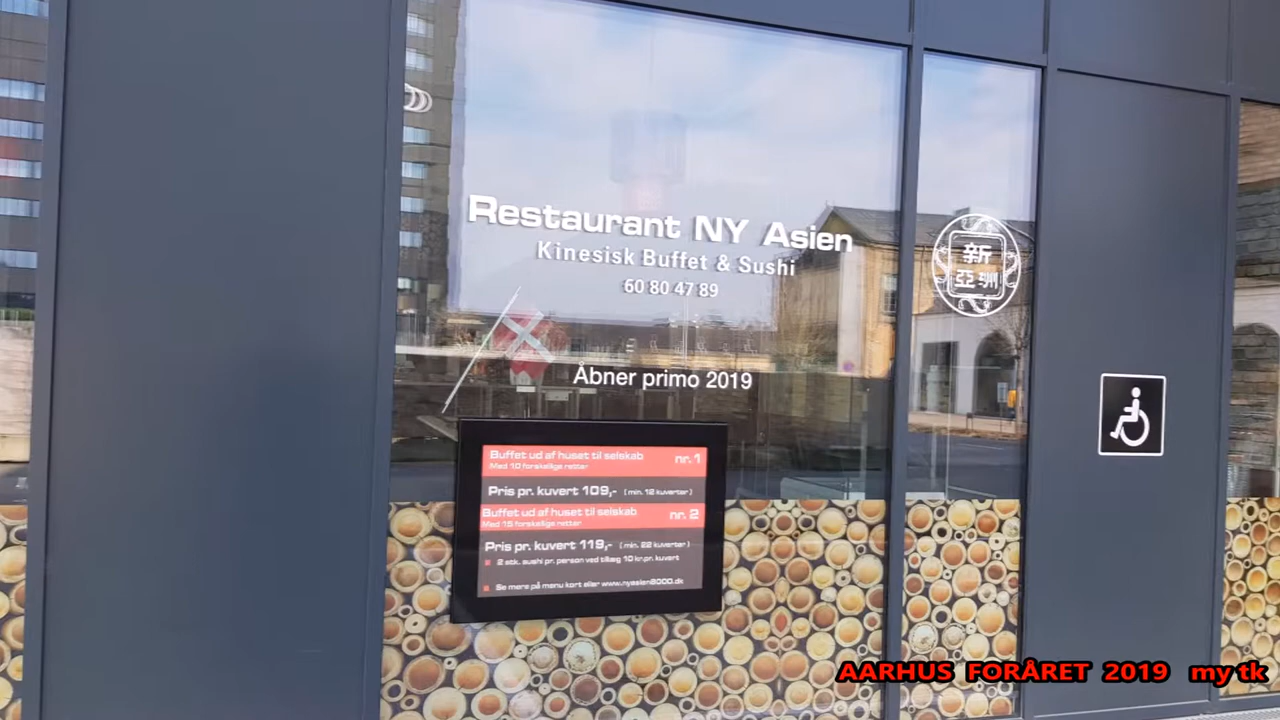 Restaurant NY Asien
Kinesisk Buffet & Sushi
60 80 47 89
新
亞洲
Åbner primo 2019
Buffet ud af huset til selskab
Med 10 forskellige retter
nr. 1
Pris pr. kuvert 109,- ( min. 12 kuverter )
Buffet ud af huset til selskab
Med 15 forskellige retter
nr. 2
Pris pr. kuvert 119,- ( min. 22 kuverter )
2 stk. sushi pr. person ved tillæg 10 kr.pr. kuvert
Se mere på menu kort eller www.nyasien8000.dk
AARHUS FORÅRET 2019 my tk